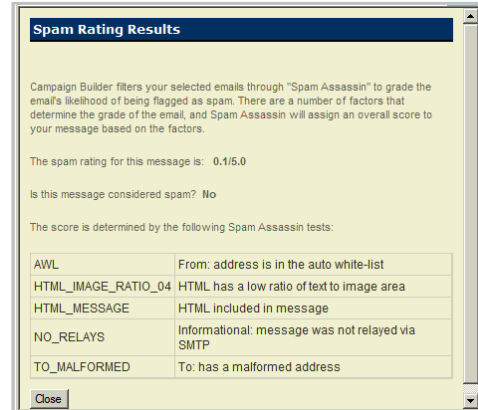 Spam Rating Results
Campaign Builder filters your selected emails through "Spam Assassin" to grade the
email's likelihood of being flagged as spam. There are a number of factors that
determine the grade of the email, and Spam Assassin will assign an overall score to
your message based on the factors.
The spam rating for this message is: 0.1/5.0
Is this message considered spam? No
The score is determined by the following Spam Assassin tests:
AWL From: address is in the auto white-list
HTML_IMAGE_RATIO_04 HTML has a low ratio of text to image area
HTML_MESSAGE HTML included in message
NO_RELAYS Informational: message was not relayed via
SMTP
TO_MALFORMED To: has a malformed address
Close